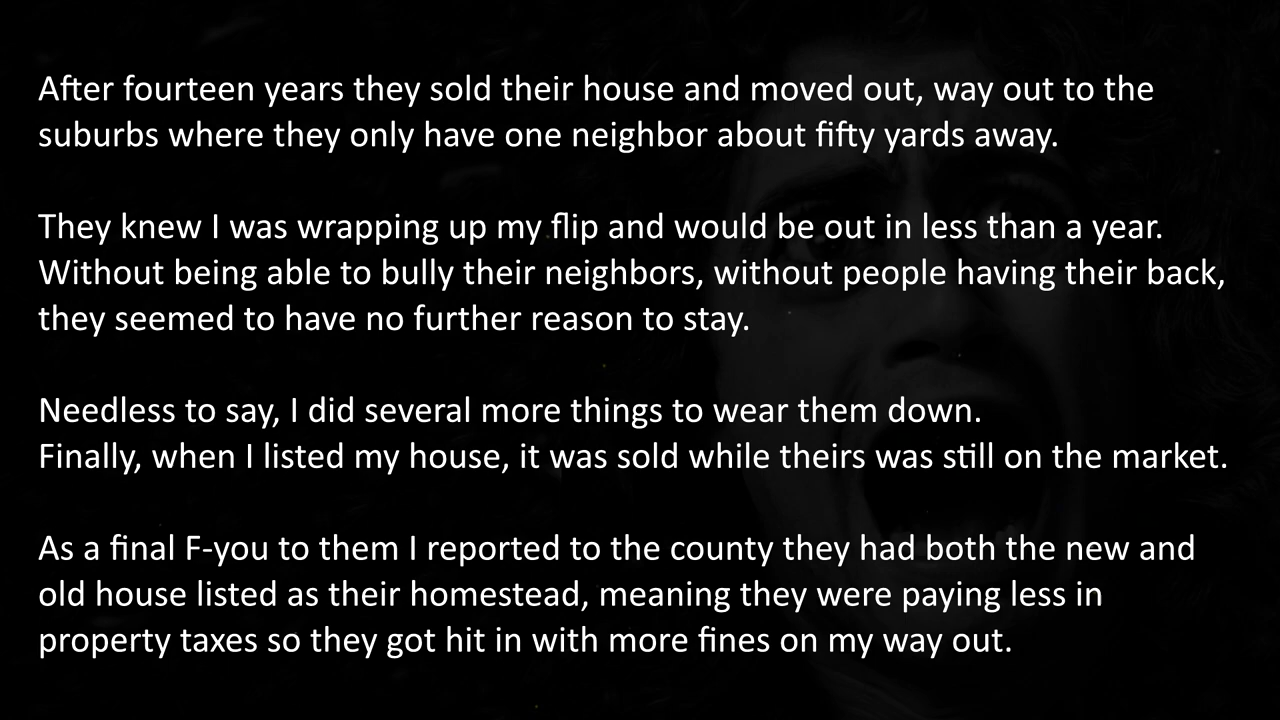 After fourteen years they sold their house and moved out, way out to the
suburbs where they only have one neighbor about fifty yards away.
They knew I was wrapping up my flip and would be out in less than a year.
Without being able to bully their neighbors, without people having their back,
they seemed to have no further reason to stay.
Needless to say, I did several more things to wear them down.
Finally, when I listed my house, it was sold while theirs was still on the market.
As a final F-you to them I reported to the county they had both the new and
old house listed as their homestead, meaning they were paying less in
property taxes so they got hit in with more fines on my way out.